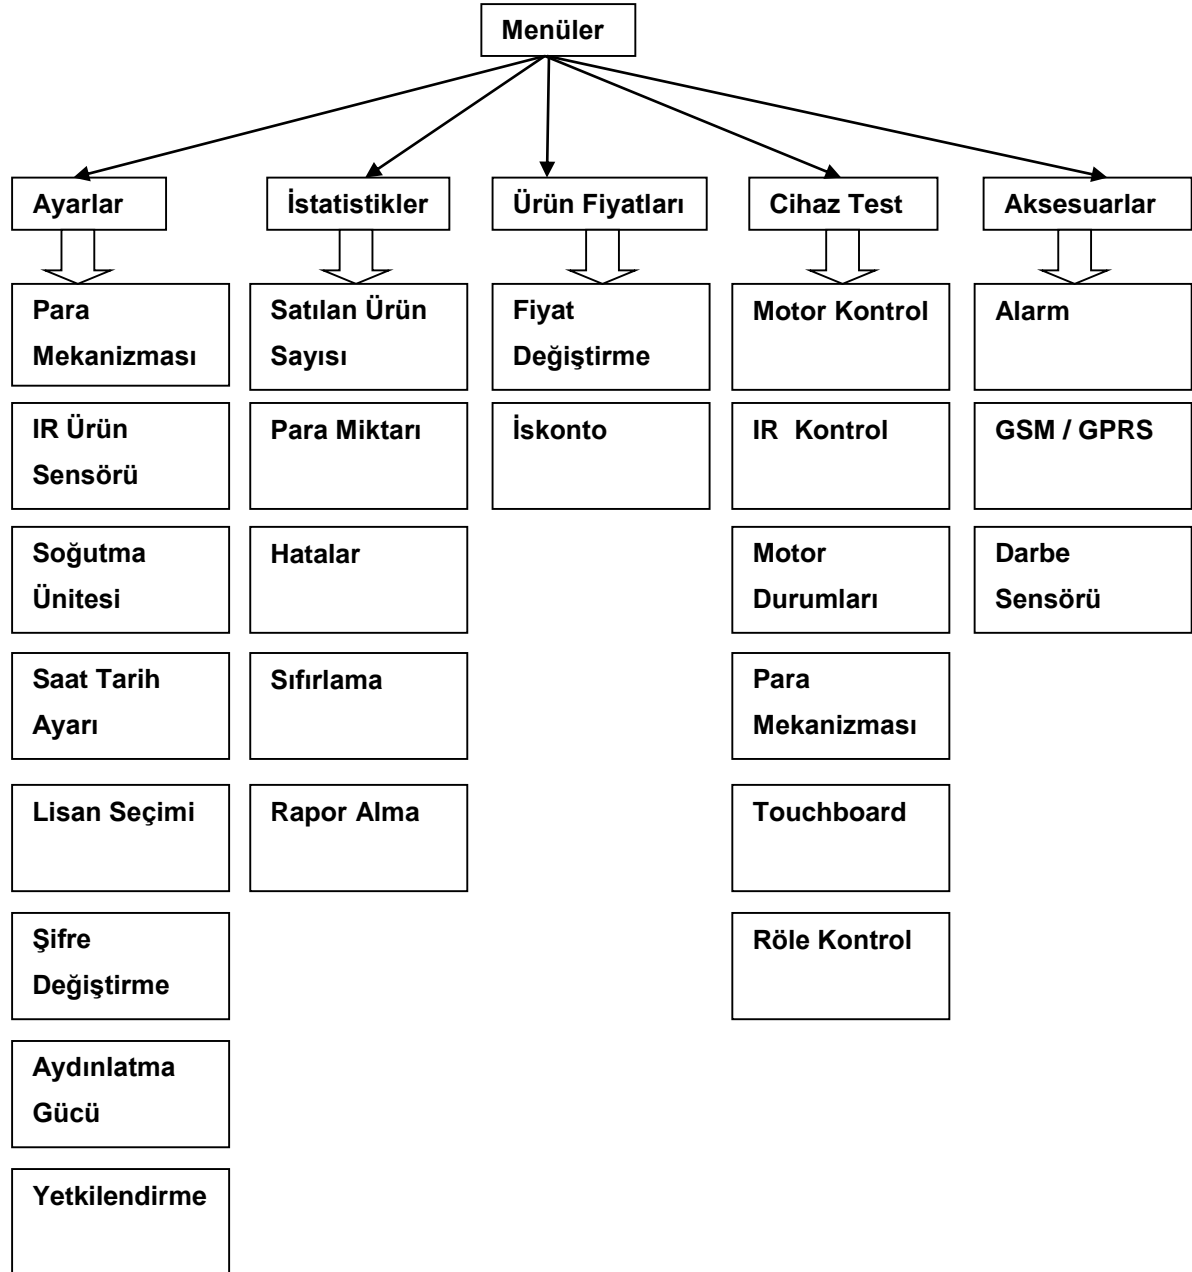 Menüler
Ayarlar
İstatistikler
Ürün Fiyatları
Cihaz Test
Aksesuarlar
Para
Mekanizması
IR Ürün
Sensörü
Soğutma
Ünitesi
Saat Tarih
Ayarı
Lisan Seçimi
Şifre
Değiştirme
Aydınlatma
Gücü
Yetkilendirme
Satılan Ürün
Sayısı
Para Miktarı
Hatalar
Sıfırlama
Rapor Alma
Fiyat
Değiştirme
İskonto
Motor Kontrol
IR  Kontrol
Motor
Durumları
Para
Mekanizması
Touchboard
Röle Kontrol
Alarm
GSM / GPRS
Darbe
Sensörü